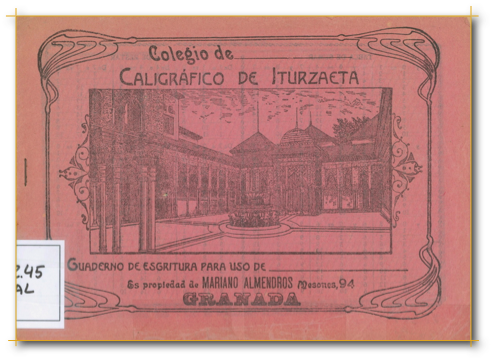 Colegio de
CALIGRÁFICO DE ITURZAETA
CUADERNO DE ESCRITURA PARA USO DE
Es propiedad de MARIANO ALMENDROS Mesones, 94
GRANADA
2.45
AL